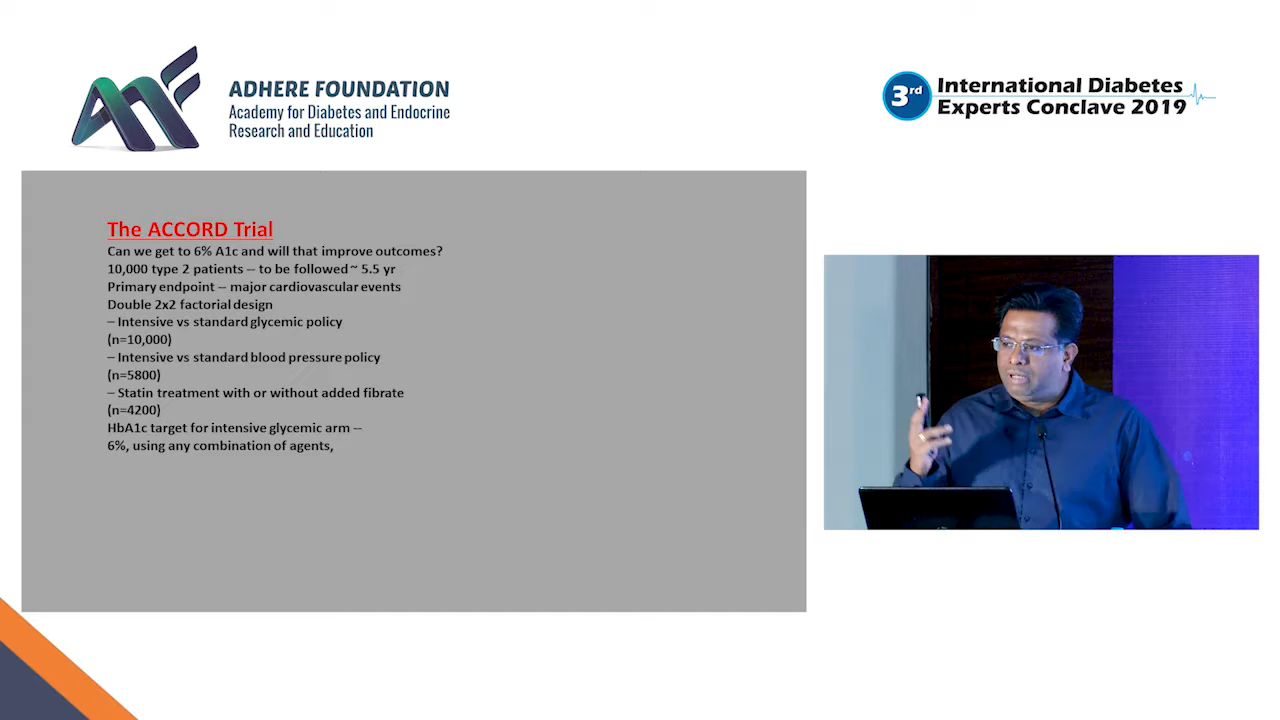 ADHERE FOUNDATION
Academy for Diabetes and Endocrine
Research and Education
3rd
International Diabetes
Experts Conclave 2019
The ACCORD Trial
Can we get to 6% A1c and will that improve outcomes?
10,000 type 2 patients – to be followed ~ 5.5 yr
Primary endpoint – major cardiovascular events
Double 2x2 factorial design
– Intensive vs standard glycemic policy
(n=10,000)
– Intensive vs standard blood pressure policy
(n=5800)
– Statin treatment with or without added fibrate
(n=4200)
HbA1c target for intensive glycemic arm –
6%, using any combination of agents,